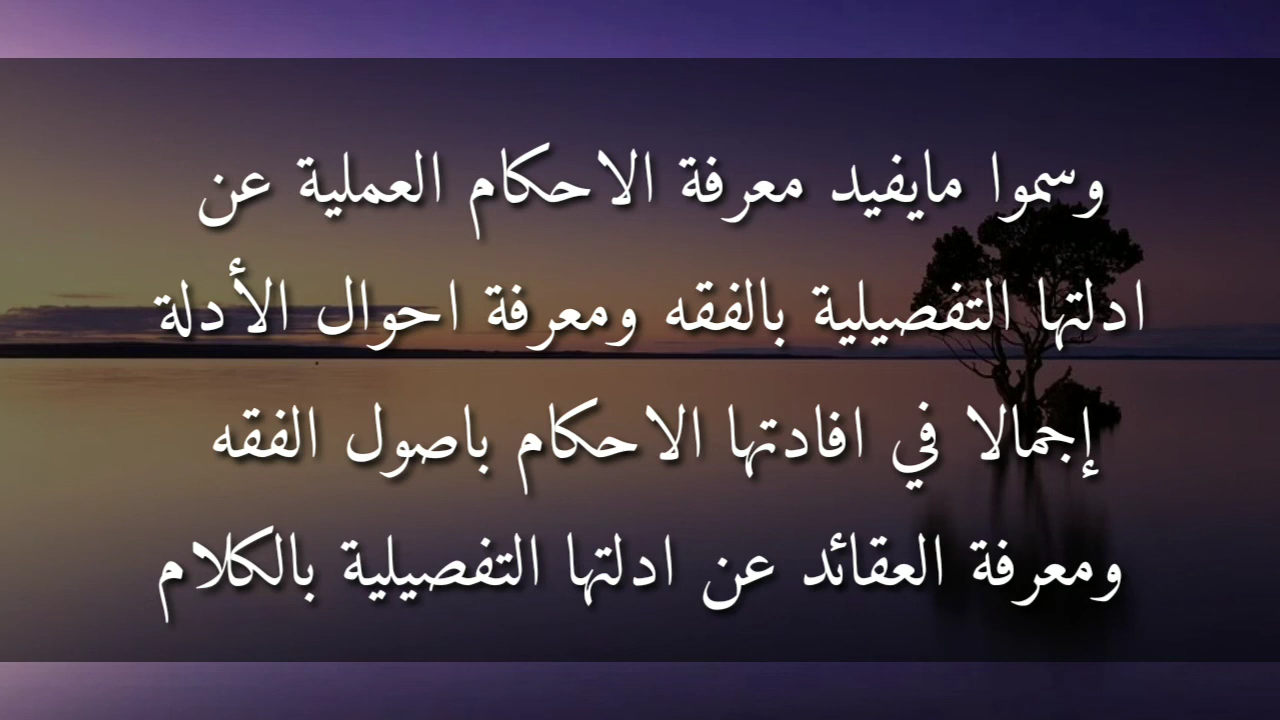 وسموا مايفيد معرفة الاحكام العملية عن
ادلتها التفصيلية بالفقه ومعرفة احوال الأدلة
إجمالا في افادتها الاحكام باصول الفقه
ومعرفة العقائد عن ادلتها التفصيلية بالكلام